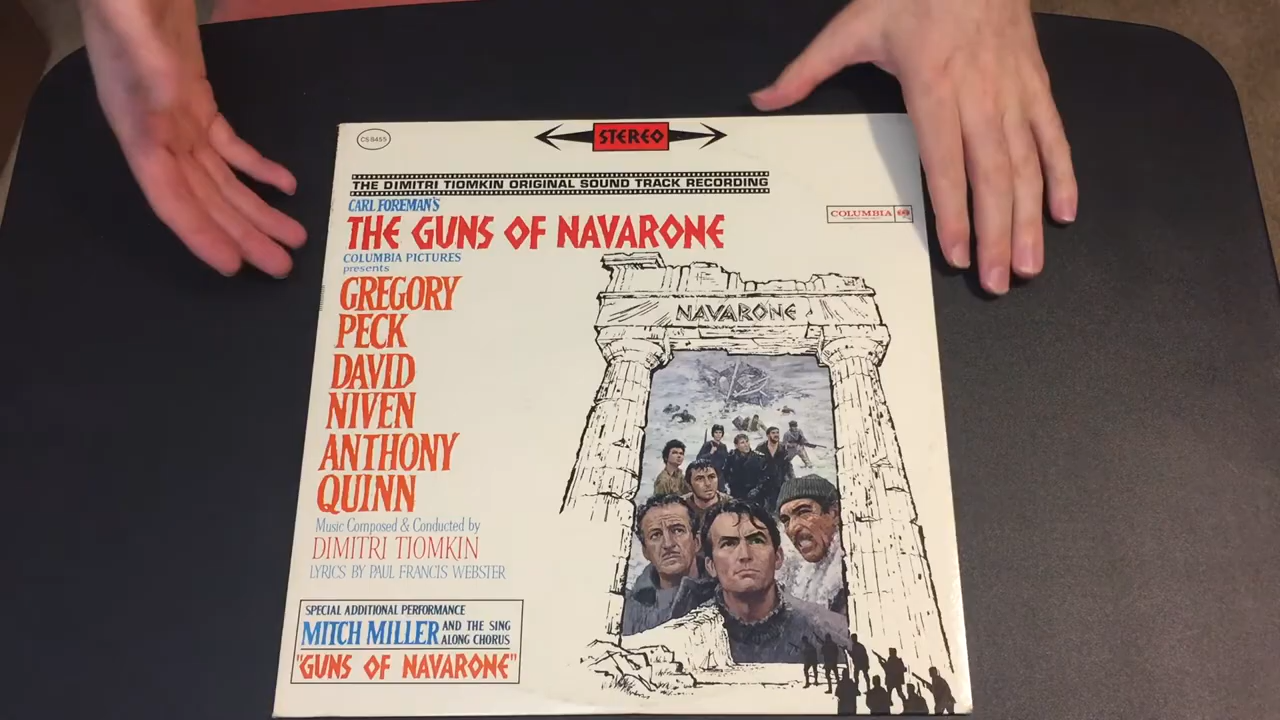 CS 8455
STEREO
THE DIMITRI TIOMKIN ORIGINAL SOUND TRACK RECORDING
CARL FOREMAN'S
THE GUNS OF NAVARONE
COLUMBIA
COLUMBIA PICTURES
presents
GREGORY
PECK
DAVID
NIVEN
ANTHONY
QUINN
NAVARONE
Music Composed & Conducted by
DIMITRI TIOMKIN
LYRICS BY PAUL FRANCIS WEBSTER
SPECIAL ADDITIONAL PERFORMANCE
MITCH MILLER AND THE SING
ALONG CHORUS
"GUNS OF NAVARONE"